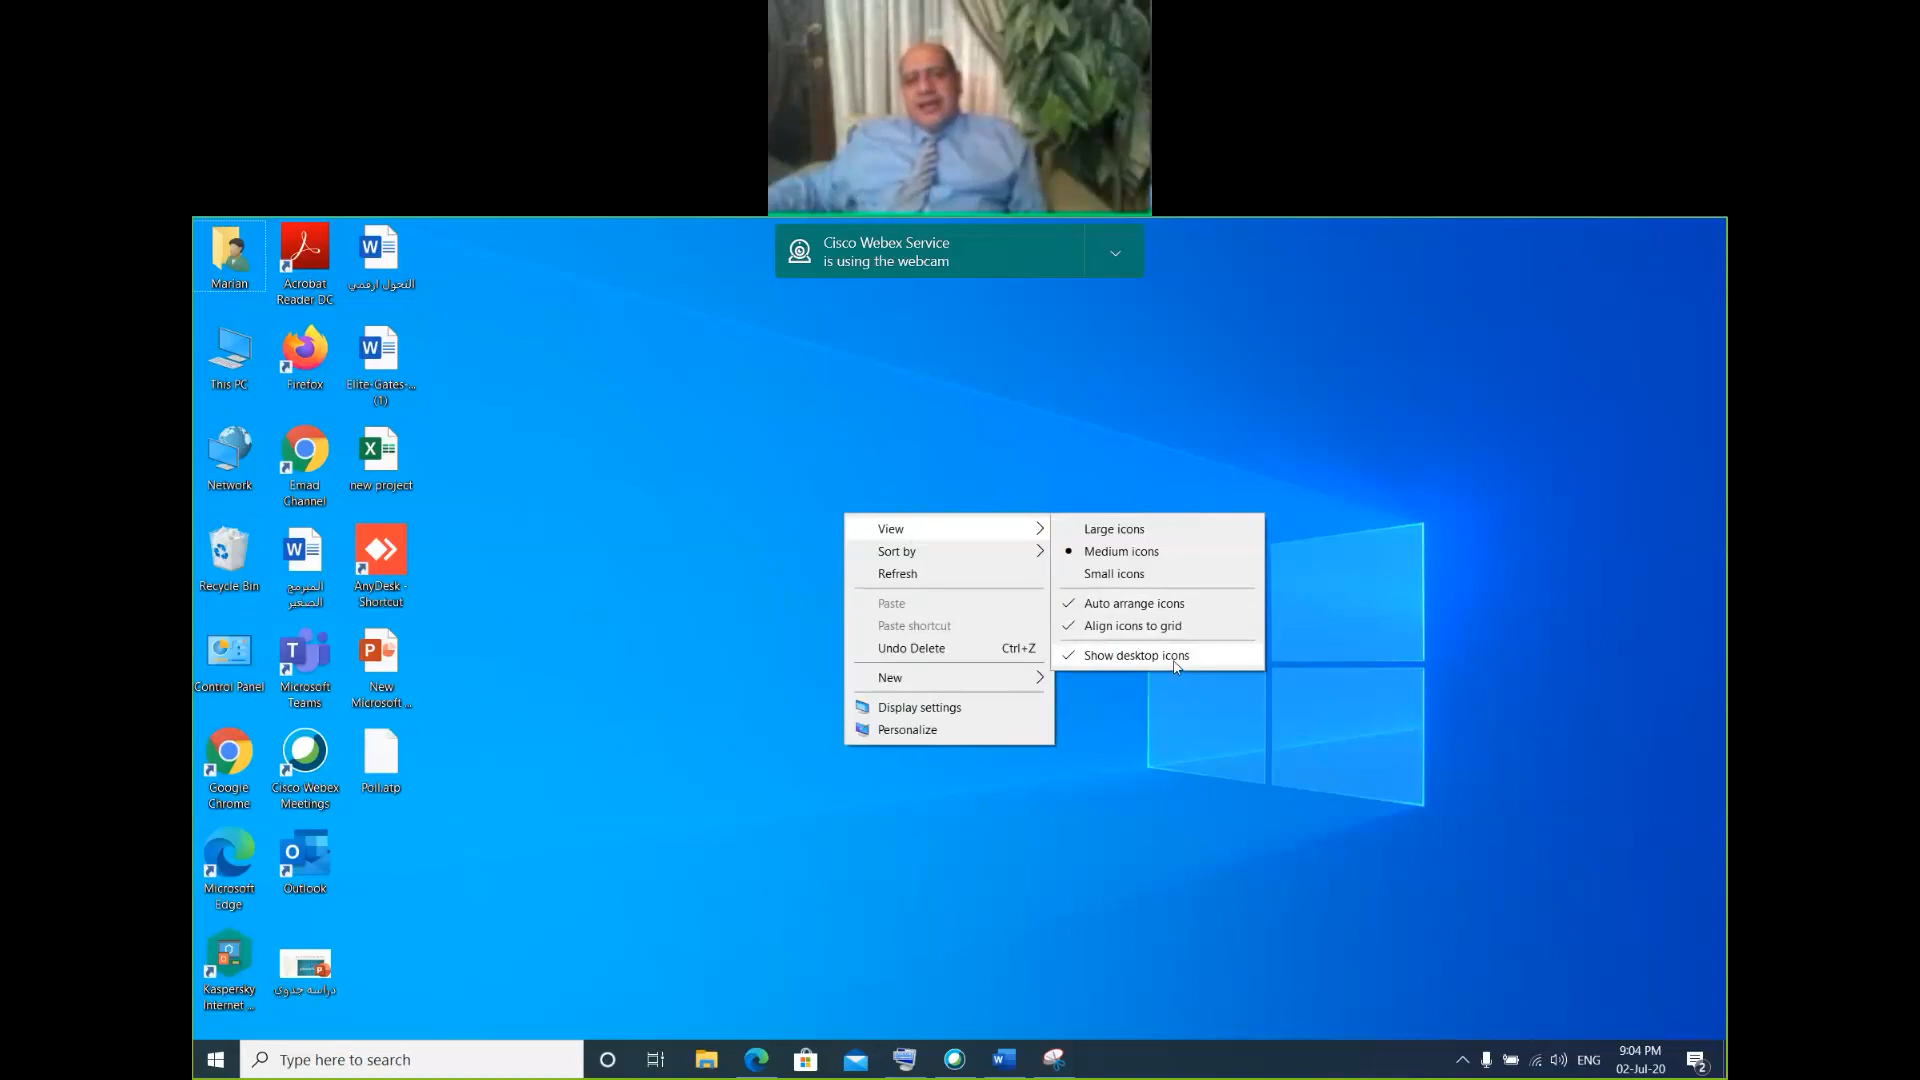 Cisco Webex Service
is using the webcam
Marian
Acrobat
Reader DC
التحول ارقمي
This PC
Firefox
Elite-Gates-...
(1)
Network
Emad
Channel
new project
Recycle Bin
المبرمج
الصغير
AnyDesk -
Shortcut
Control Panel
Microsoft
Teams
New
Microsoft ...
Google
Chrome
Cisco Webex
Meetings
Poll.atp
Microsoft
Edge
Outlook
Kaspersky
Internet ...
دراسه جدوي
View
Sort by
Refresh
Paste
Paste shortcut
Undo Delete Ctrl+Z
New
Display settings
Personalize
Large icons
Medium icons
Small icons
Auto arrange icons
Align icons to grid
Show desktop icons
Type here to search
ENG
9:04 PM
02-Jul-20
2